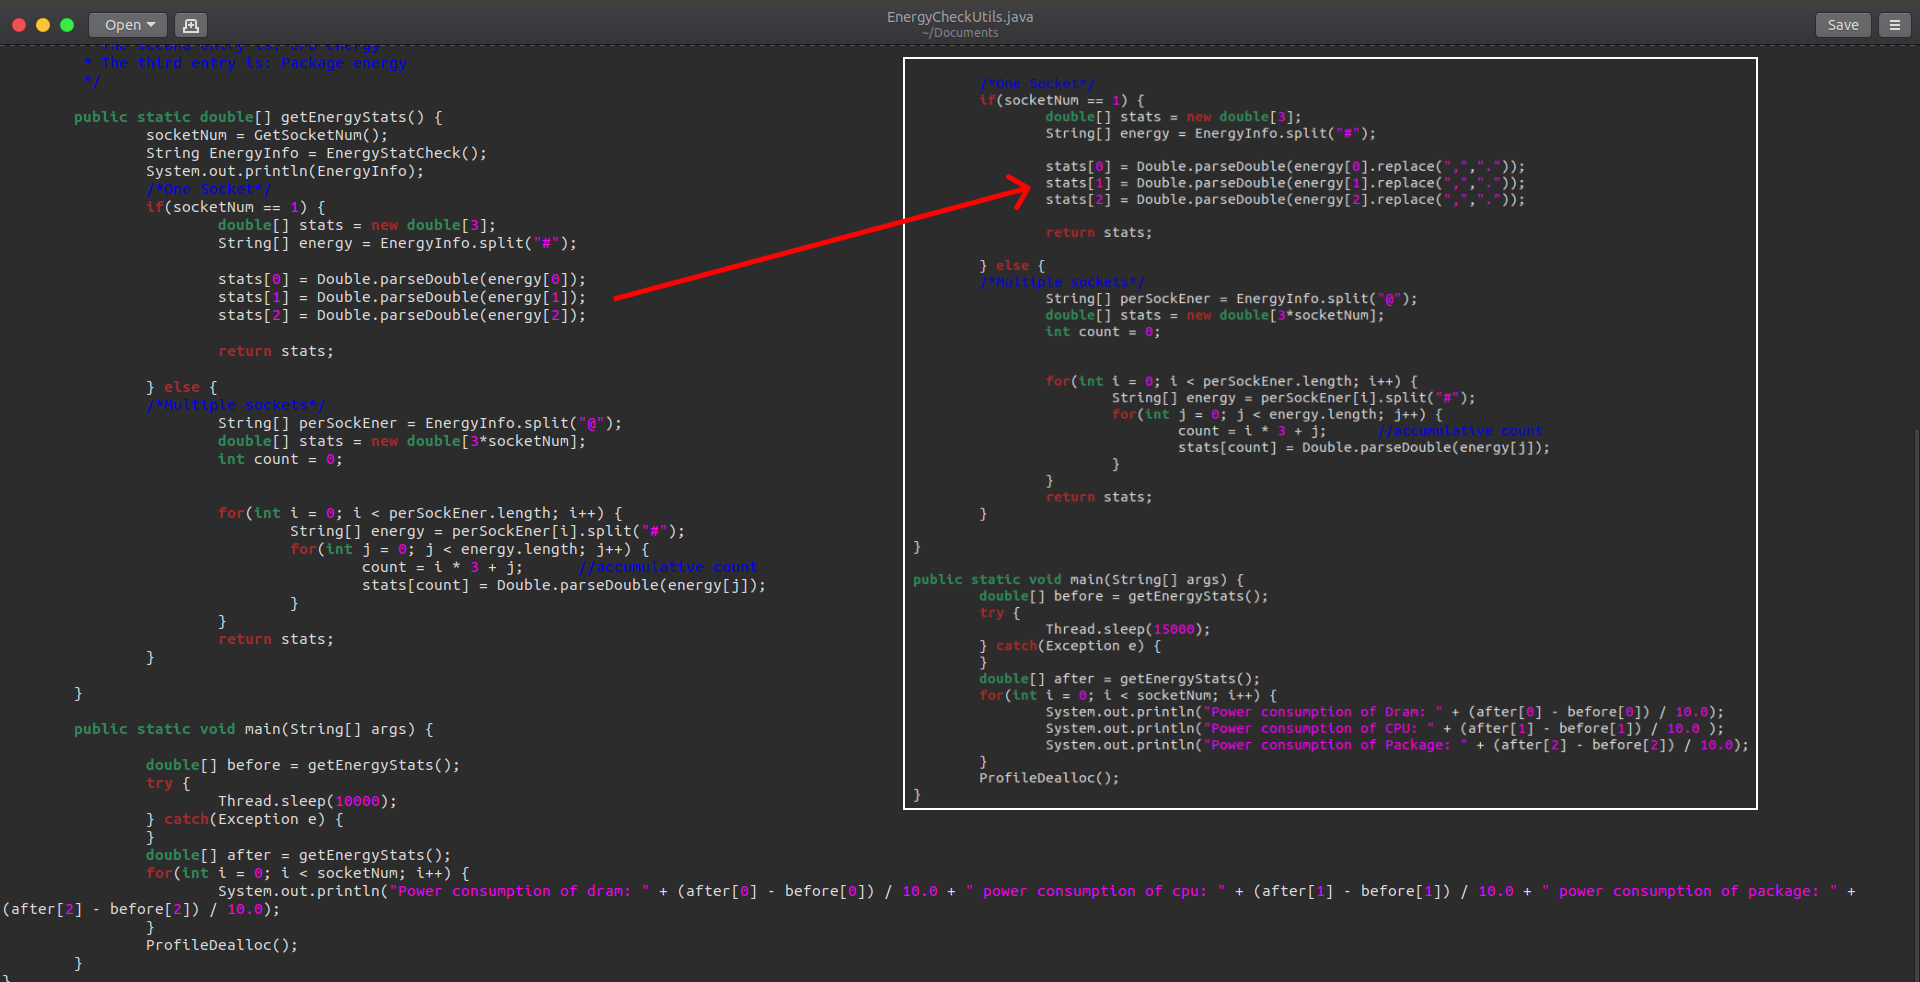 Open
EnergyCheckUtils.java
~/Documents
Save
The second entry is: CPU energy
* The third entry is: Package energy
*/
public static double[] getEnergyStats() {
socketNum = GetSocketNum();
String EnergyInfo = EnergyStatCheck();
System.out.println(EnergyInfo);
/*One Socket*/
if(socketNum == 1) {
double[] stats = new double[3];
String[] energy = EnergyInfo.split("#");
stats[0] = Double.parseDouble(energy[0]);
stats[1] = Double.parseDouble(energy[1]);
stats[2] = Double.parseDouble(energy[2]);
return stats;
} else {
/*Multiple sockets*/
String[] perSockEner = EnergyInfo.split("@");
double[] stats = new double[3*socketNum];
int count = 0;
for(int i = 0; i < perSockEner.length; i++) {
String[] energy = perSockEner[i].split("#");
for(int j = 0; j < energy.length; j++) {
count = i * 3 + j; //accumulative count
stats[count] = Double.parseDouble(energy[j]);
}
}
return stats;
}
}
public static void main(String[] args) {
double[] before = getEnergyStats();
try {
Thread.sleep(10000);
} catch(Exception e) {
}
double[] after = getEnergyStats();
for(int i = 0; i < socketNum; i++) {
System.out.println("Power consumption of dram: " + (after[0] - before[0]) / 10.0 + " power consumption of cpu: " + (after[1] - before[1]) / 10.0 + " power consumption of package: " +
(after[2] - before[2]) / 10.0);
}
ProfileDealloc();
}
}
/*One Socket*/
if(socketNum == 1) {
double[] stats = new double[3];
String[] energy = EnergyInfo.split("#");
stats[0] = Double.parseDouble(energy[0].replace(",","."));
stats[1] = Double.parseDouble(energy[1].replace(",","."));
stats[2] = Double.parseDouble(energy[2].replace(",","."));
return stats;
} else {
/*Multiple sockets*/
String[] perSockEner = EnergyInfo.split("@");
double[] stats = new double[3*socketNum];
int count = 0;
for(int i = 0; i < perSockEner.length; i++) {
String[] energy = perSockEner[i].split("#");
for(int j = 0; j < energy.length; j++) {
count = i * 3 + j; //accumulative count
stats[count] = Double.parseDouble(energy[j]);
}
}
return stats;
}
}
public static void main(String[] args) {
double[] before = getEnergyStats();
try {
Thread.sleep(15000);
} catch(Exception e) {
}
double[] after = getEnergyStats();
for(int i = 0; i < socketNum; i++) {
System.out.println("Power consumption of Dram: " + (after[0] - before[0]) / 10.0);
System.out.println("Power consumption of CPU: " + (after[1] - before[1]) / 10.0 );
System.out.println("Power consumption of Package: " + (after[2] - before[2]) / 10.0);
}
ProfileDealloc();
}